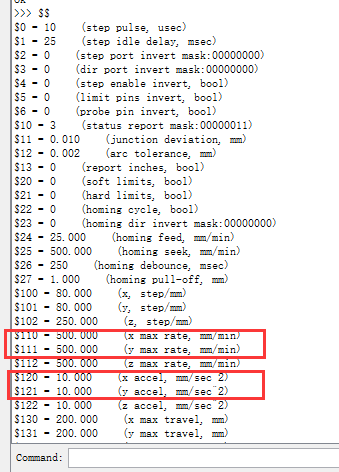 >>> $$
$0 - 10 (step pulse, usec)
$1 - 25 (step idle delay, msec)
$2 - 0 (step port invert mask:00000000)
$3 - 0 (dir port invert mask:00000000)
$4 - 0 (step enable invert, bool)
$5 - 0 (limit pins invert, bool)
$6 - 0 (probe pin invert, bool)
$10 - 3 (status report mask:00000011)
$11 - 0.010 (junction deviation, mm)
$12 - 0.002 (arc tolerance, mm)
$13 - 0 (report inches, bool)
$20 - 0 (soft limits, bool)
$21 - 0 (hard limits, bool)
$22 - 0 (homing cycle, bool)
$23 - 0 (homing dir invert mask:00000000)
$24 - 25.000 (homing feed, mm/min)
$25 - 500.000 (homing seek, mm/min)
$26 - 250 (homing debounce, msec)
$27 - 1.000 (homing pull-off, mm)
$100 - 80.000 (x, step/mm)
$101 - 80.000 (y, step/mm)
$102 - 250.000 (z, step/mm)
$110 - 500.000 (x max rate, mm/min)
$111 - 500.000 (y max rate, mm/min)
$112 - 500.000 (z max rate, mm/min)
$120 - 10.000 (x accel, mm/sec^2)
$121 - 10.000 (y accel, mm/sec^2)
$122 - 10.000 (z accel, mm/sec^2)
$130 - 200.000 (x max travel, mm)
$131 - 200.000 (y max travel, mm)
Command: